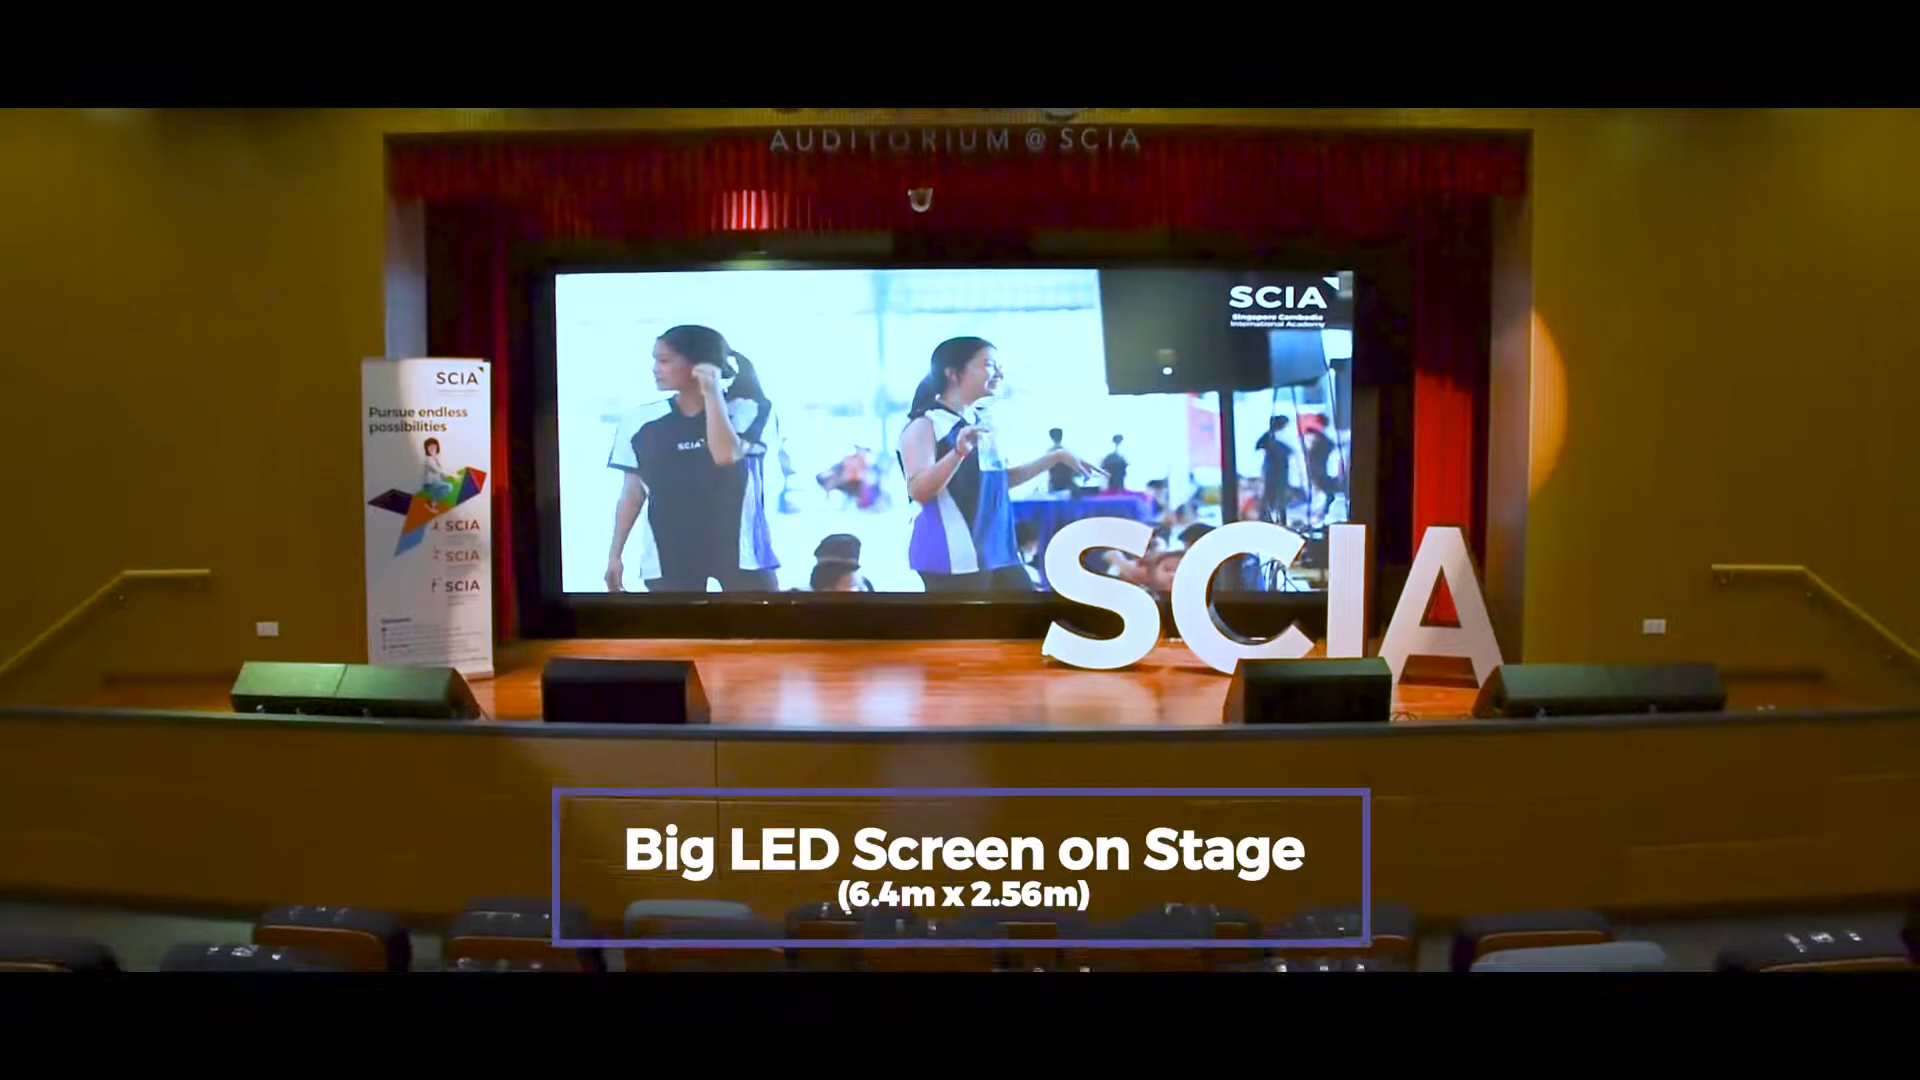 AUDITORIUM @ SCIA
SCIA
Singapore Cambodia
International Academy
SCIA
Pursue endless
possibilities
SCIA
SCIA
SCIA
SCIA
SCIA
Big LED Screen on Stage
(6.4m x 2.56m)